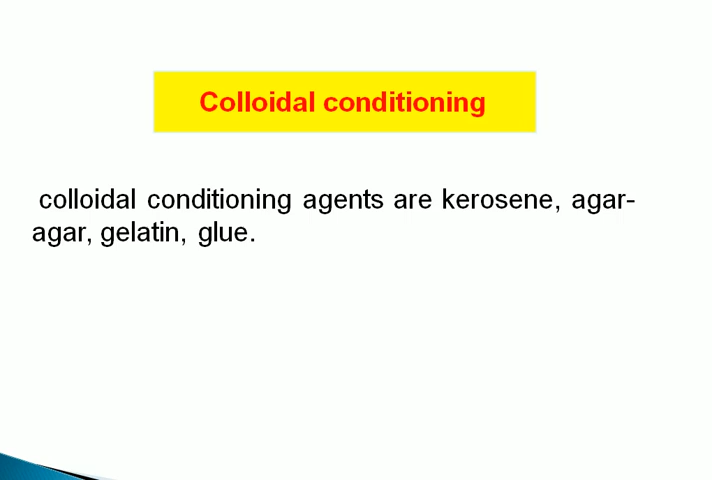 Colloidal conditioning
colloidal conditioning agents are kerosene, agar-
agar, gelatin, glue.